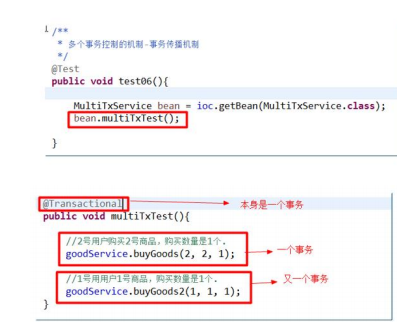 /**
* 多个事务控制的机制-事务传播机制
*/
@Test
public void test06(){
MultiTxService bean = ioc.getBean(MultiTxService.class);
bean.multiTxTest();
}
@Transactional 本身是一个事务
public void multiTxTest(){
//2号用户购买2号商品，购买数量是1个.
goodService.buyGoods(2, 2, 1); 一个事务
//1号用用户1号商品，购买数量是1个. 又一个事务
goodService.buyGoods2(1, 1, 1);
}